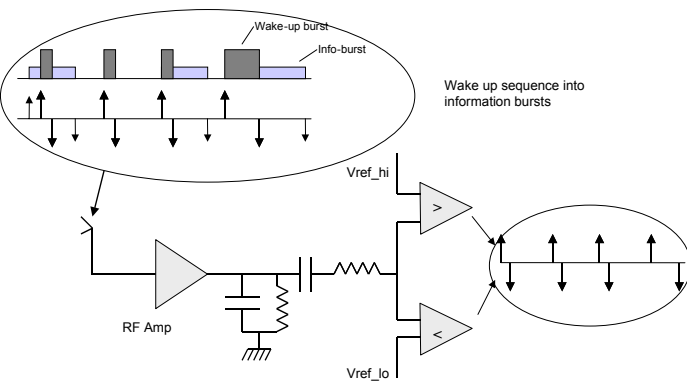 Wake-up burst
Info-burst
Wake up sequence into
information bursts
Vref_hi
>
RF Amp
<
Vref_lo